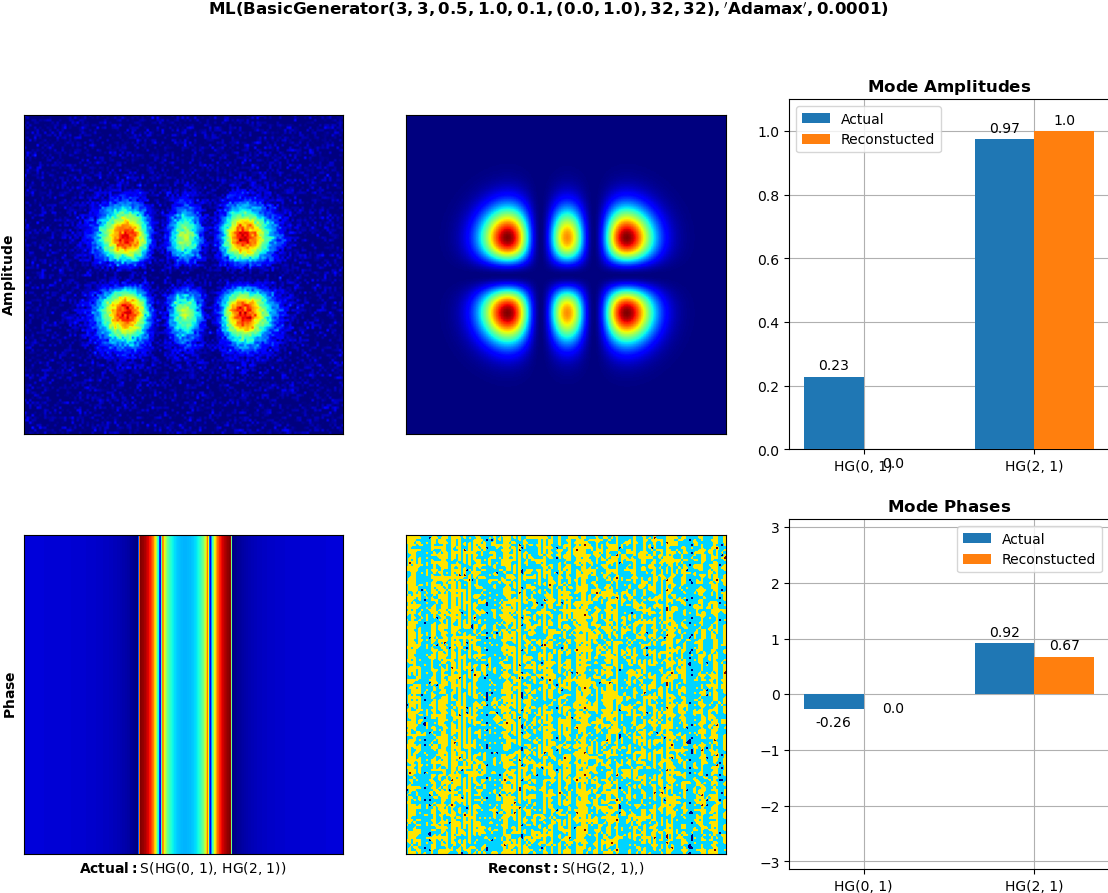 ML(BasicGenerator(3, 3, 0.5, 1.0, 0.1, (0.0, 1.0), 32, 32), 'Adamax', 0.0001)
Amplitude
Mode Amplitudes
Actual
Reconstucted
1.0
0.8
0.6
0.4
0.2
0.0
0.23
0.0
0.97
1.0
HG(0, 1)
HG(2, 1)
Phase
Actual: S(HG(0, 1), HG(2, 1))
Reconst: S(HG(2, 1),)
Mode Phases
Actual
Reconstucted
3
2
1
0
−1
−2
−3
-0.26
0.0
0.92
0.67
HG(0, 1)
HG(2, 1)